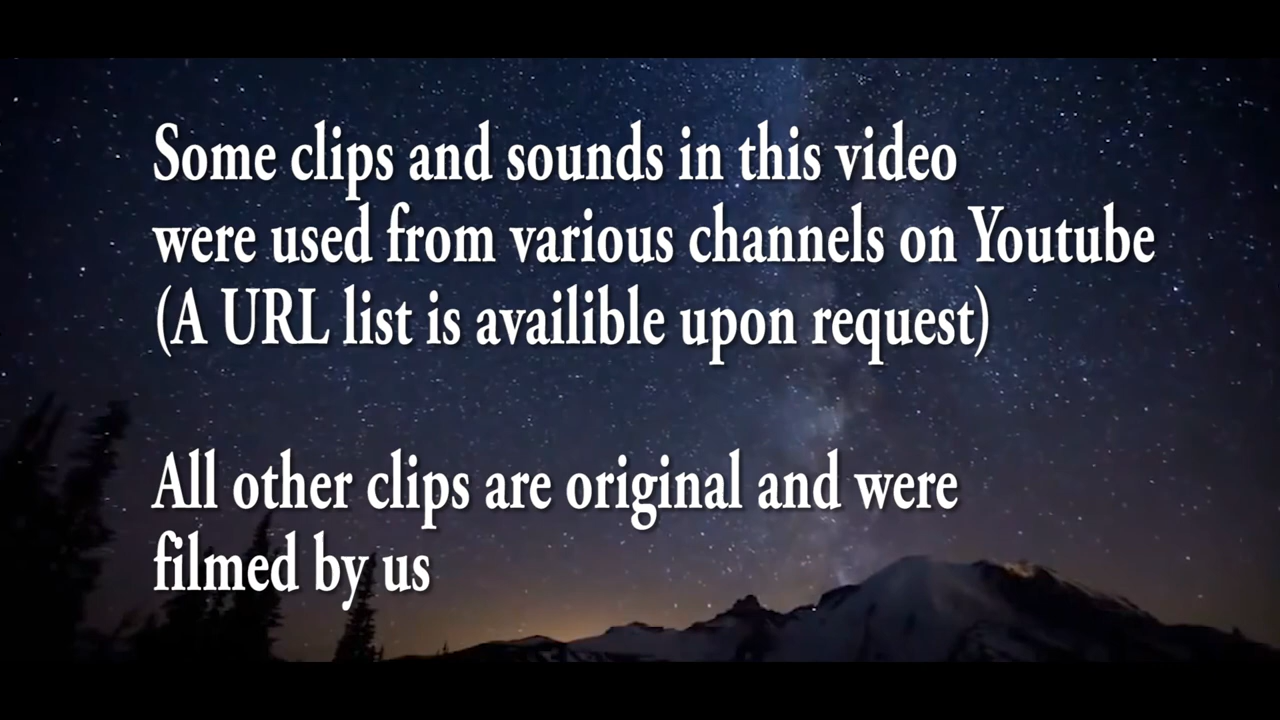 Some clips and sounds in this video
were used from various channels on Youtube
(A URL list is availible upon request)
All other clips are original and were
filmed by us